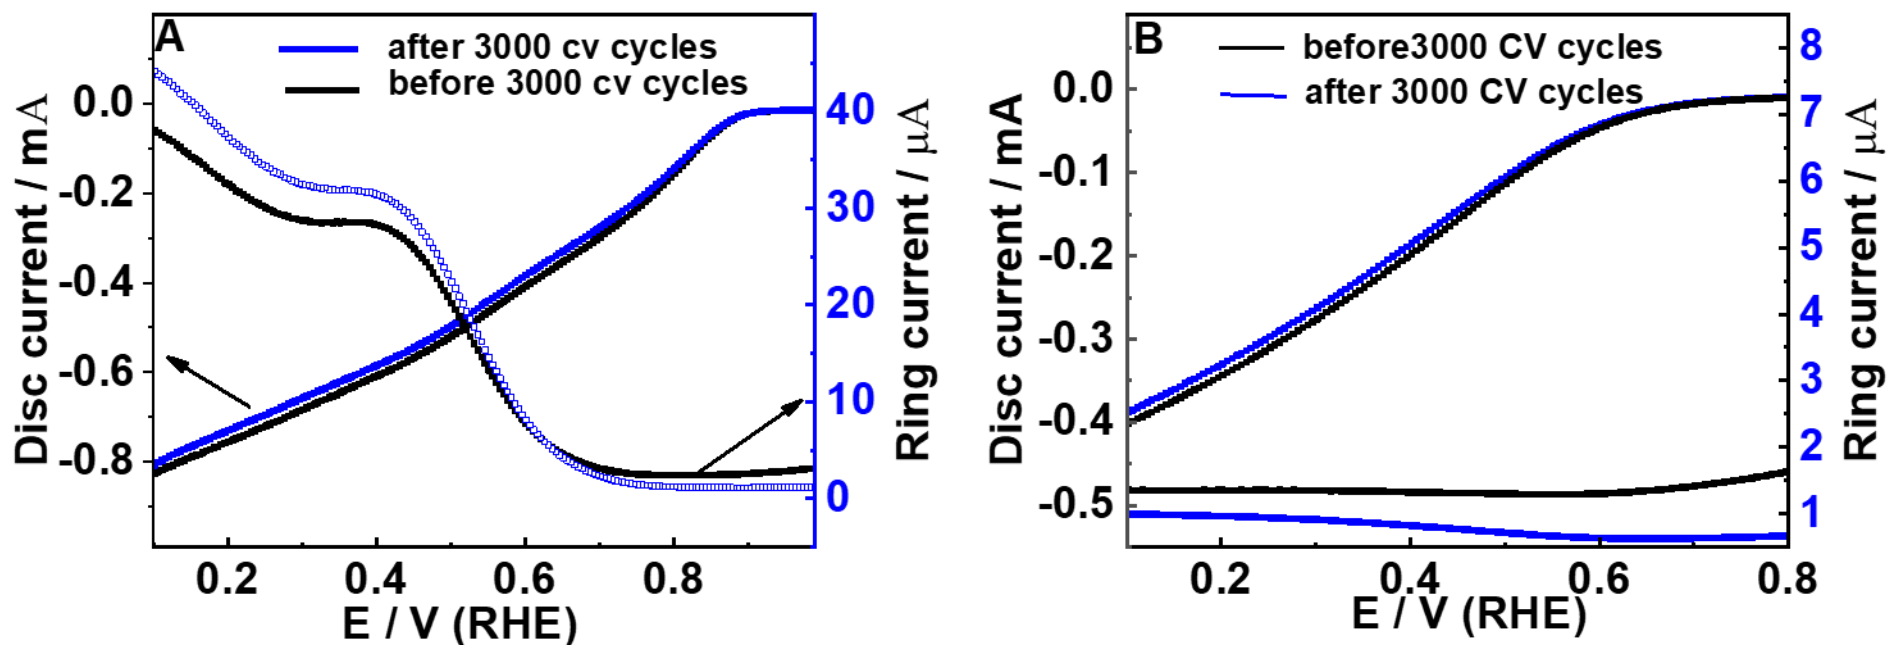 A
after 3000 cv cycles
before 3000 cv cycles
Disc current / mA
0.0
-0.2
-0.4
-0.6
-0.8
40
30
20
10
0
Ring current / μA
0.2 0.4 0.6 0.8
E / V (RHE)
B
before3000 CV cycles
after 3000 CV cycles
Disc current / mA
0.0
-0.1
-0.2
-0.3
-0.4
-0.5
8
7
6
5
4
3
2
1
Ring current / μA
0.2 0.4 0.6 0.8
E / V (RHE)